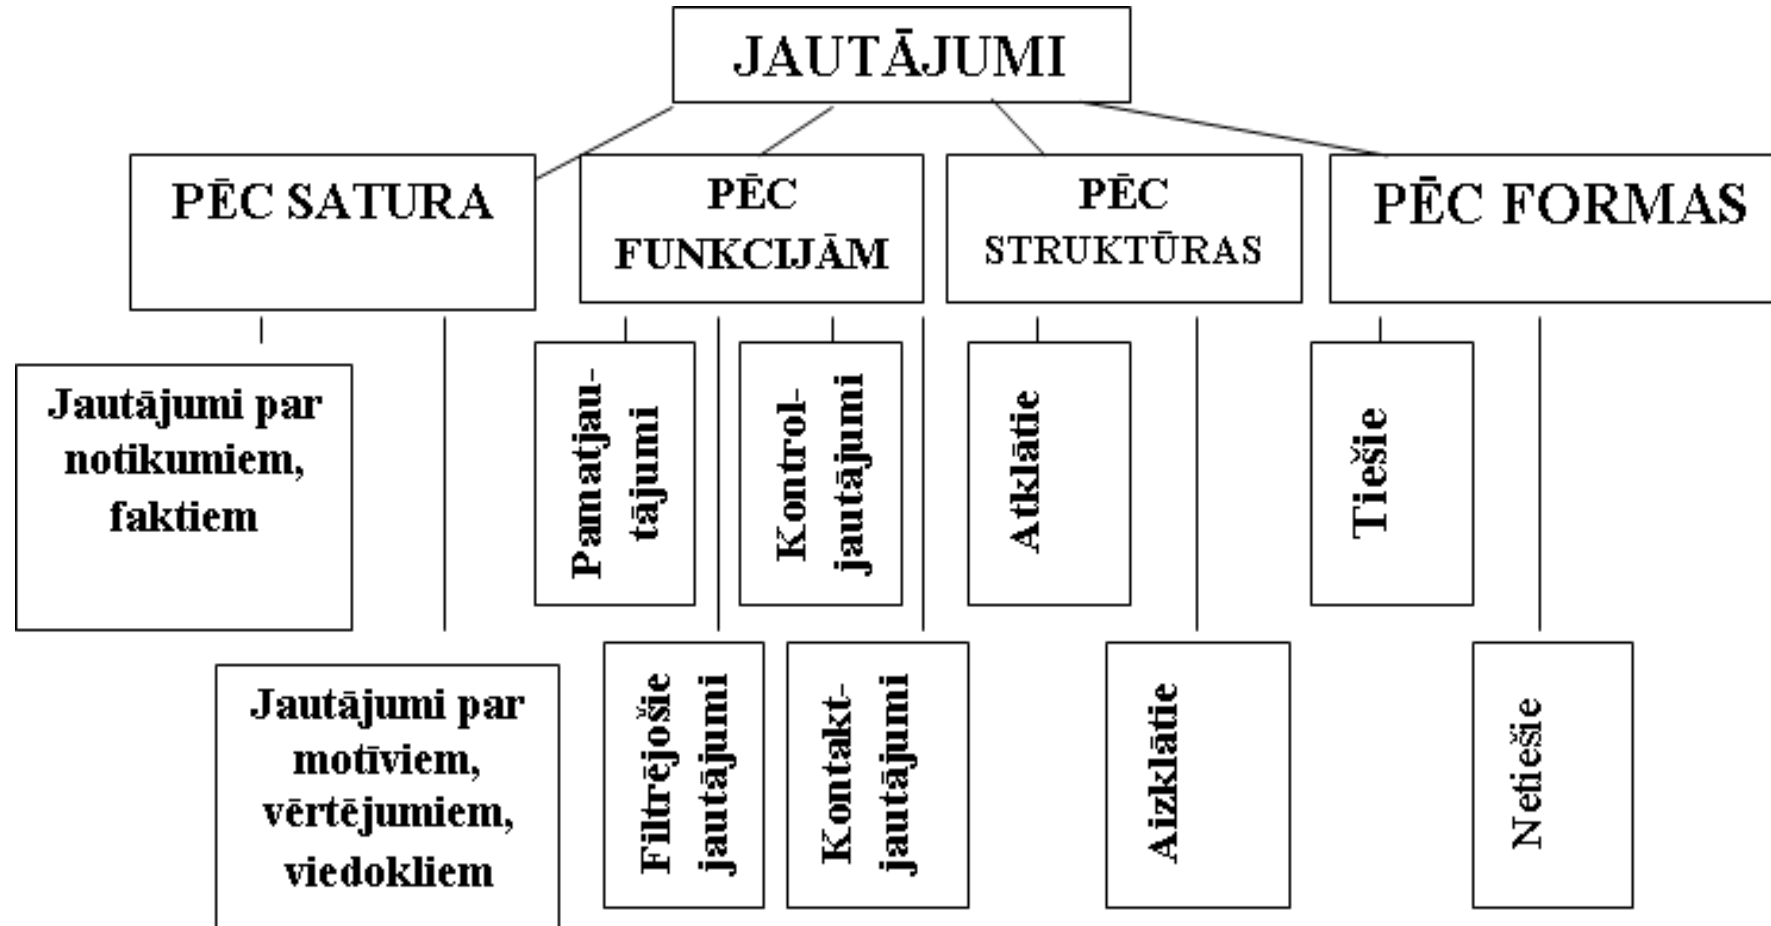 JAUTĀJUMI
PĒC SATURA
PĒC
FUNKCIJĀM
PĒC
STRUKTŪRAS
PĒC FORMAS
Jautājumi par
notikumiem,
faktiem
Jautājumi par
motīviem,
vērtējumiem,
viedokliem
Pamatjau-
tājumi
Filtrējošie
jautājumi
Kontrol-
jautājumi
Kontakt-
jautājumi
Atklātie
Aizklātie
Tiešie
Netiešie